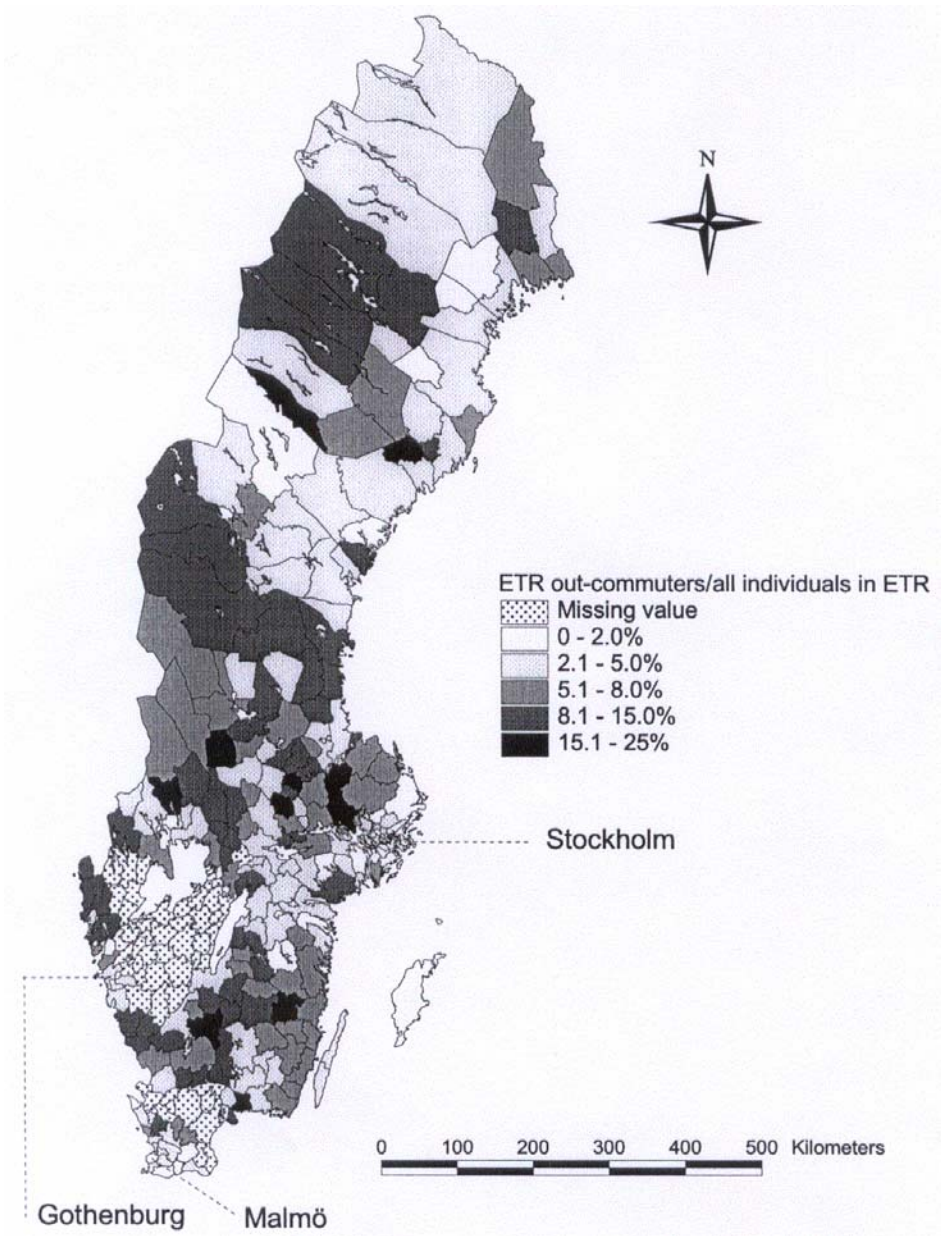 N
ETR out-commuters/all individuals in ETR
Missing value
0 - 2.0%
2.1 - 5.0%
5.1 - 8.0%
8.1 - 15.0%
15.1 - 25%
Stockholm
0 100 200 300 400 500 Kilometers
Gothenburg Malmö